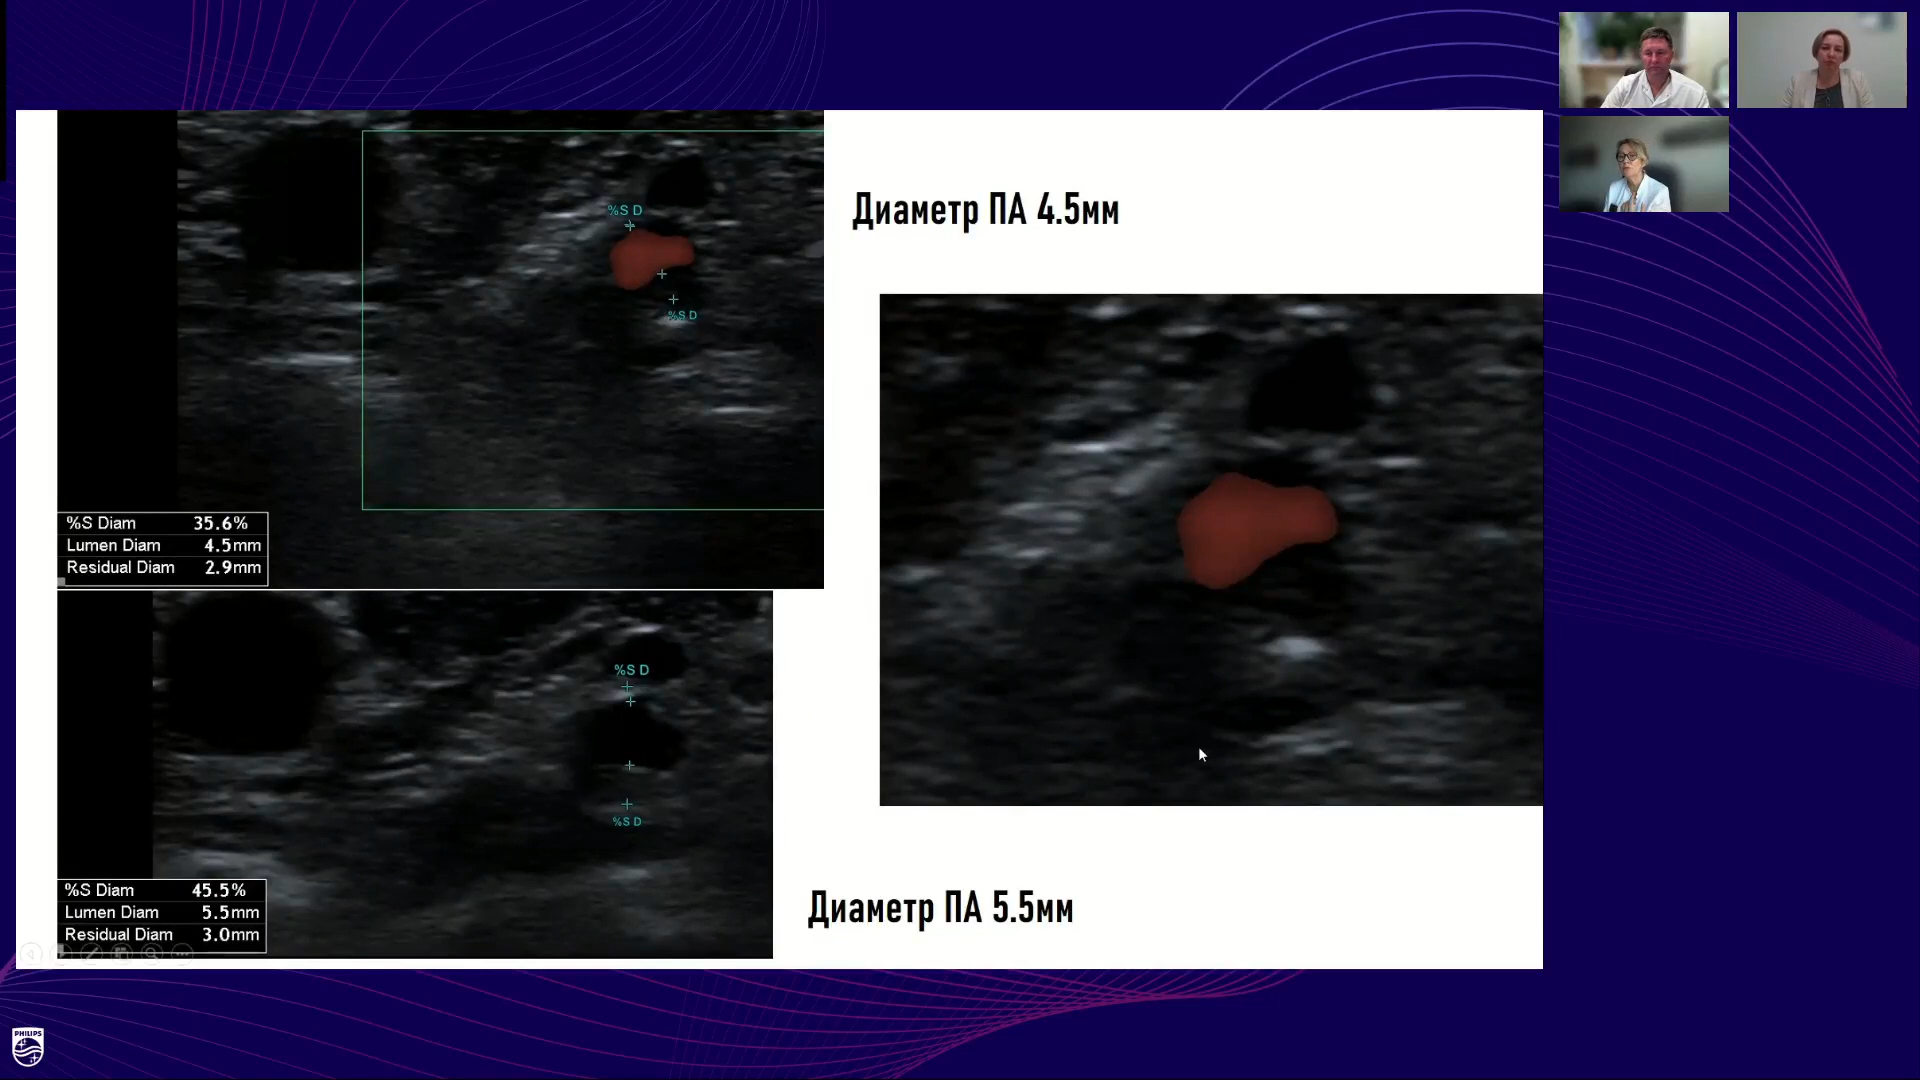 %S D
%S D
%S Diam 35.6%
Lumen Diam 4.5mm
Residual Diam 2.9mm
Диаметр ПА 4.5мм
%S D
%S D
%S Diam 45.5%
Lumen Diam 5.5mm
Residual Diam 3.0mm
Диаметр ПА 5.5мм
PHILIPS